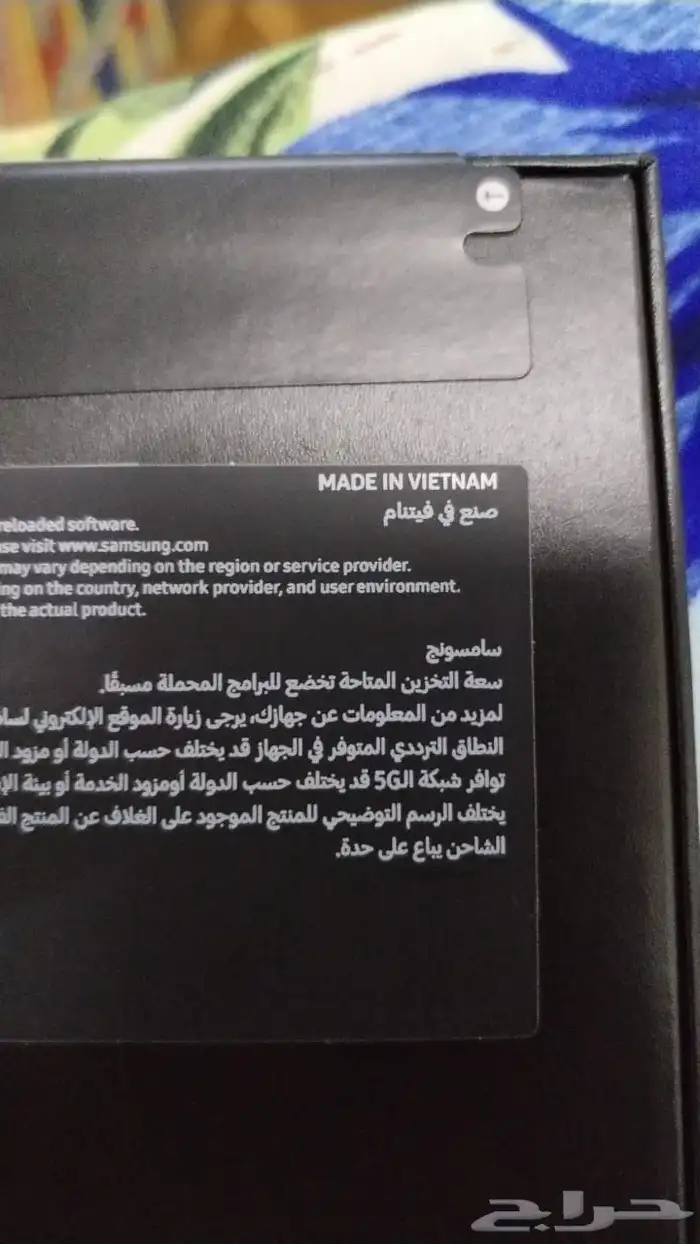 MADE IN VIETNAM
صنع في فيتنام
reloaded software.
visit www.samsung.com
may vary depending on the region or service provider.
on the country, network provider, and user environment.
the actual product.
سامسونج
سعة التخزين المتاحة تخضع للبرامج المحملة مسبقًا.
لمزيد من المعلومات عن جهازك، يرجى زيارة الموقع الإلكتروني
النطاق الترددي المتوفر في الجهاز قد يختلف حسب الدولة أو مزود
توافر شبكة الـ5G قد يختلف حسب الدولة أومزود الخدمة أو بيئة
يختلف الرسم التوضيحي للمنتج الموجود على الغلاف عن المنتج
الشاحن يباع على حدة.
حراج